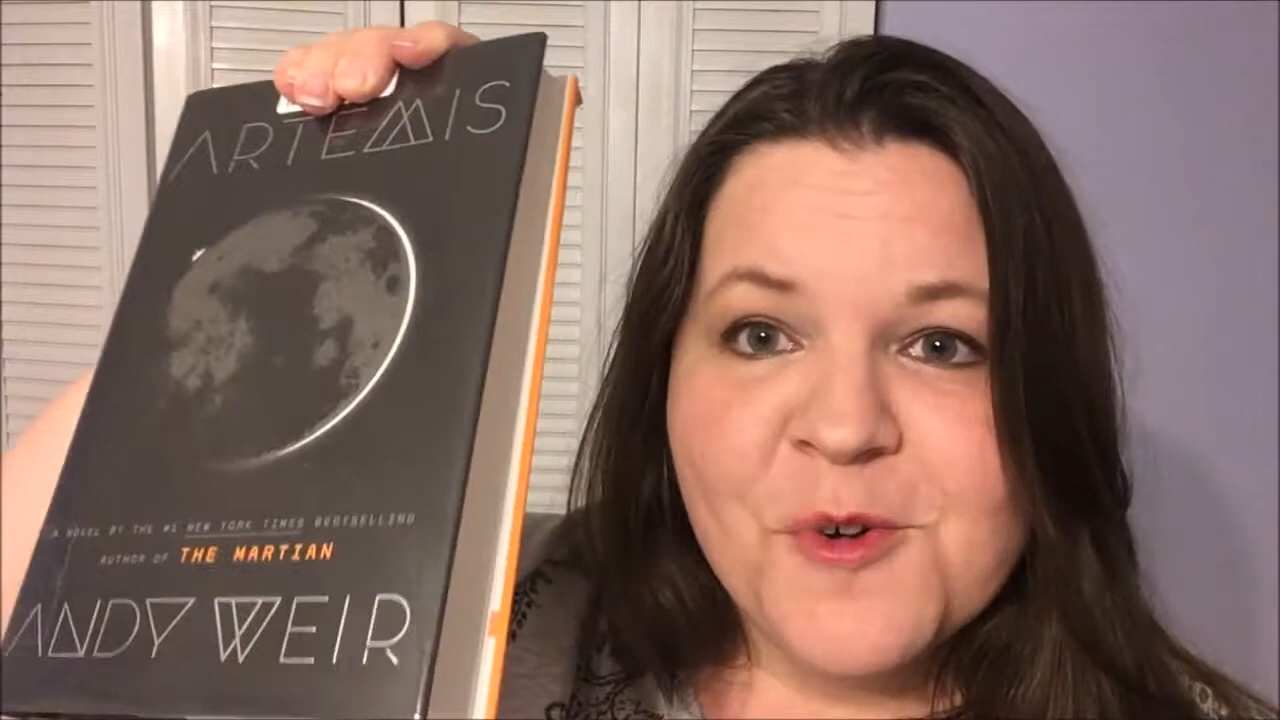 ARTEMIS
A NOVEL BY THE #1 NEW YORK TIMES BESTSELLING
AUTHOR OF THE MARTIAN
ANDY WEIR